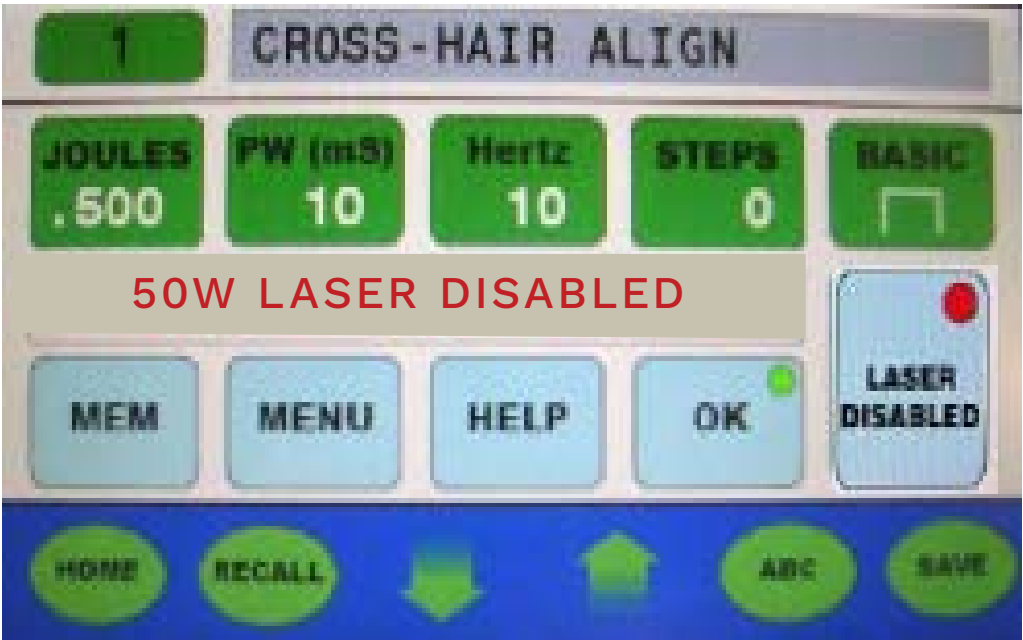 1 CROSS-HAIR ALIGN
JOULES PW (mS) Hertz STEPS BASIC
.500 10 10 0
50W LASER DISABLED
LASER
DISABLED
MEM MENU HELP OK
HOME RECALL ABC SAVE